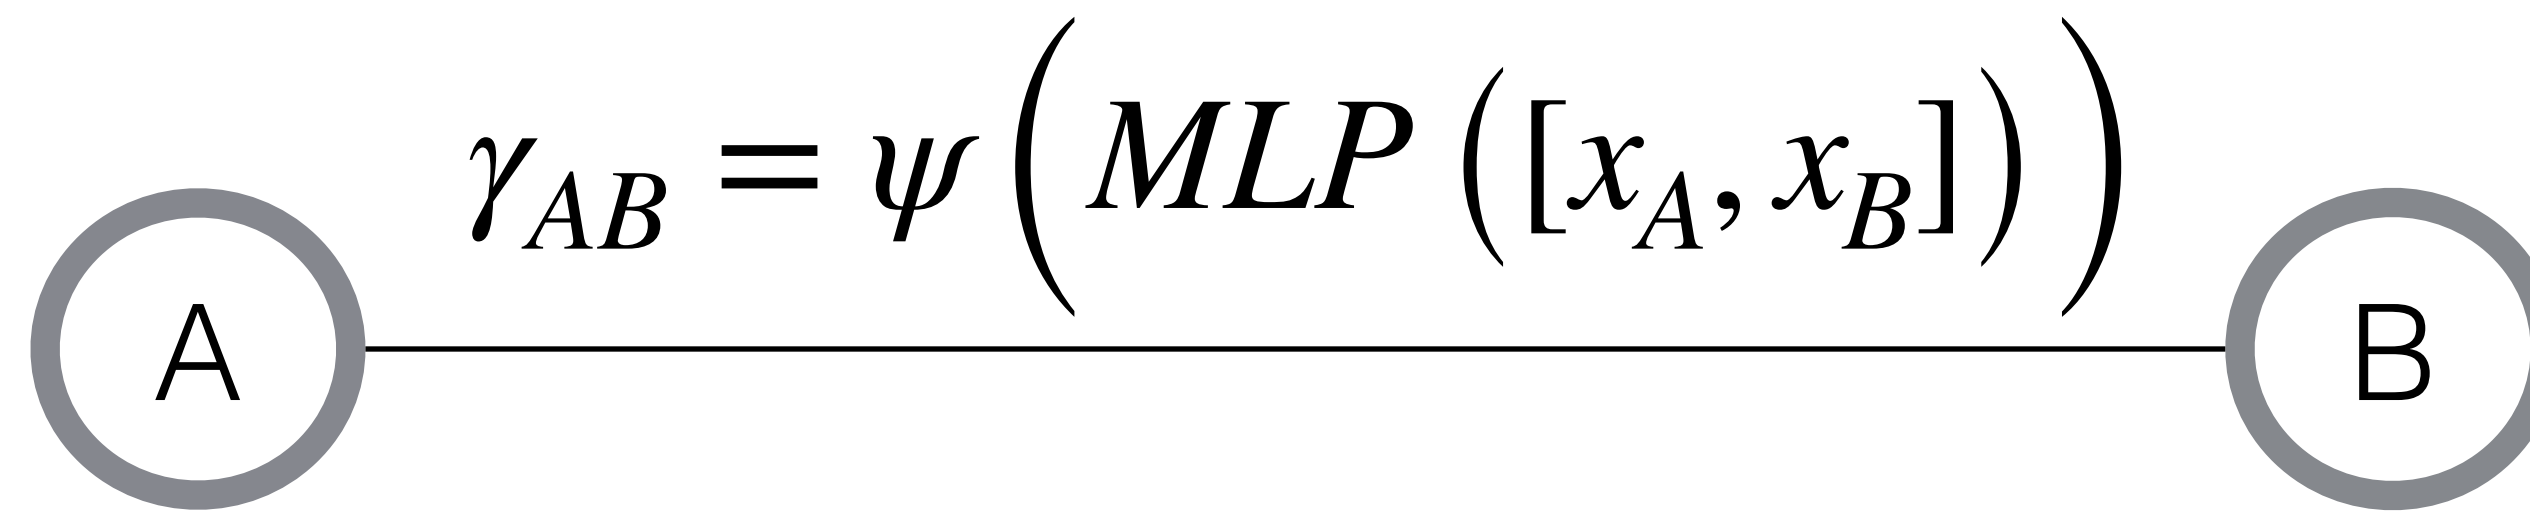 γ_AB = ψ(MLP([x_A, x_B]))
A
B